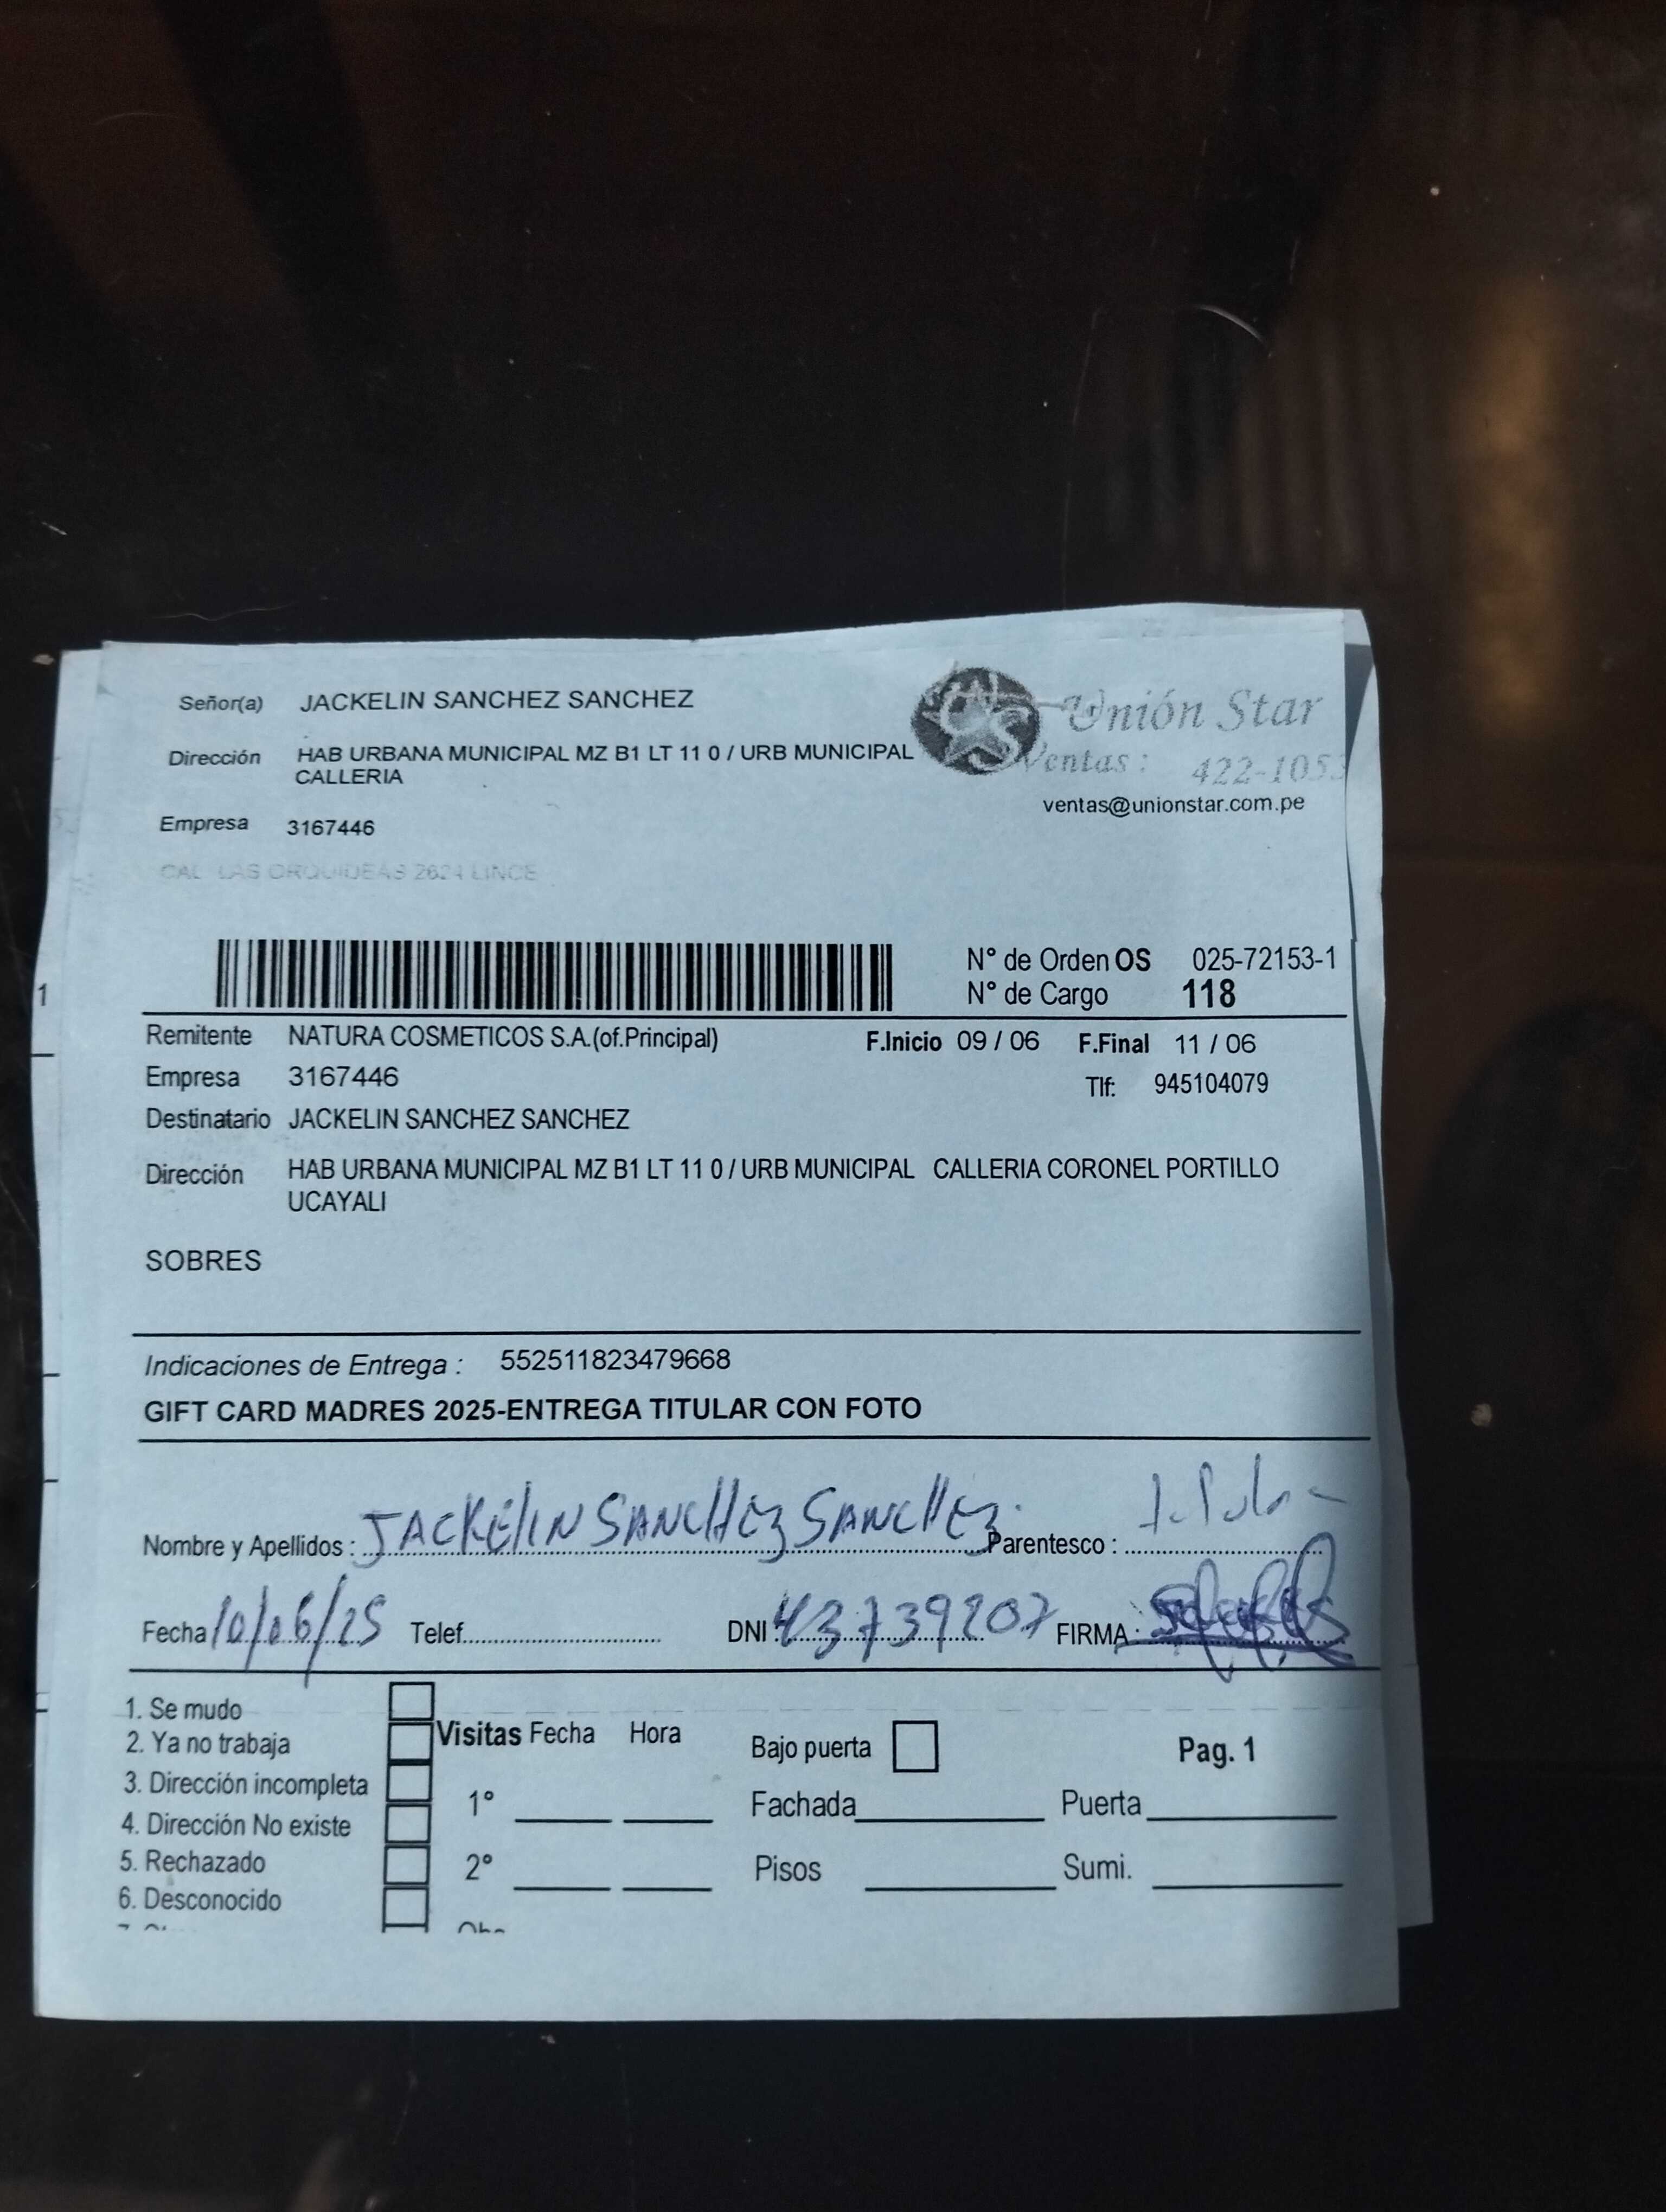 Señor(a) JACKELIN SANCHEZ SANCHEZ
Unión Star
Dirección HAB URBANA MUNICIPAL MZ B1 LT 11 0 / URB MUNICIPAL
CALLERIA
Ventas : 422-1053
ventas@unionstar.com.pe
Empresa 3167446
CAL LAS ORQUIDEAS 2624 LINCE
N° de Orden OS 025-72153-1
N° de Cargo 118
1
Remitente NATURA COSMETICOS S.A.(of.Principal) F.Inicio 09 / 06 F.Final 11 / 06
Empresa 3167446 Tlf: 945104079
Destinatario JACKELIN SANCHEZ SANCHEZ
Dirección HAB URBANA MUNICIPAL MZ B1 LT 11 0 / URB MUNICIPAL CALLERIA CORONEL PORTILLO
UCAYALI
SOBRES
Indicaciones de Entrega : 552511823479668
GIFT CARD MADRES 2025-ENTREGA TITULAR CON FOTO
Nombre y Apellidos : JACKELIN SANCHEZ SANCHEZ Parentesco :
Fecha 10/06/25 Telef. DNI 43739207 FIRMA :
1. Se mudo
2. Ya no trabaja
3. Dirección incompleta
4. Dirección No existe
5. Rechazado
6. Desconocido
Visitas Fecha Hora
1°
2°
Bajo puerta Pag. 1
Fachada Puerta
Pisos Sumi.